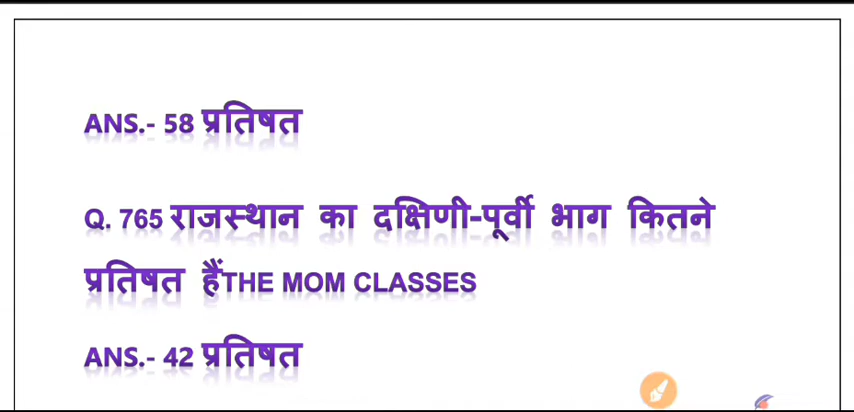 ANS.- 58 प्रतिषत
Q. 765 राजस्थान का दक्षिणी-पूर्वी भाग कितने
प्रतिषत हैंTHE MOM CLASSES
ANS.- 42 प्रतिषत